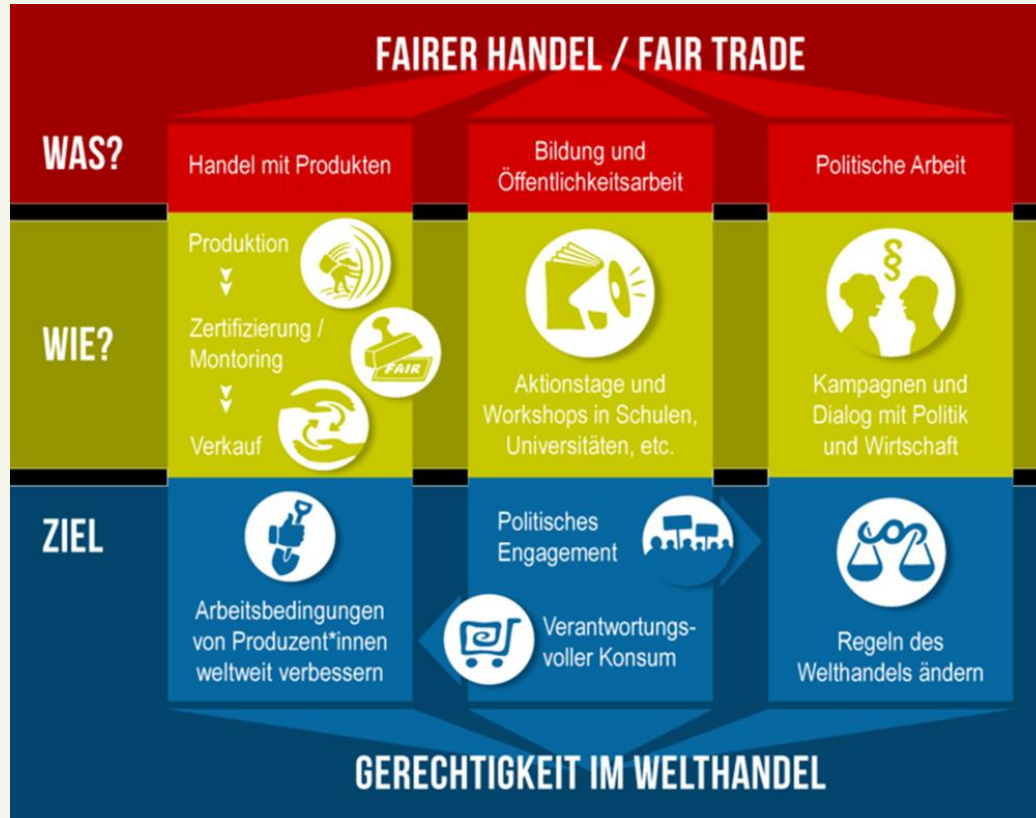 FAIRER HANDEL / FAIR TRADE
WAS?
Handel mit Produkten
Bildung und
Öffentlichkeitsarbeit
Politische Arbeit
WIE?
Produktion
Zertifizierung /
Montoring
FAIR
Verkauf
Aktionstage und
Workshops in Schulen,
Universitäten, etc.
§
Kampagnen und
Dialog mit Politik
und Wirtschaft
ZIEL
Arbeitsbedingungen
von Produzent*innen
weltweit verbessern
Politisches
Engagement
Verantwortungs-
voller Konsum
Regeln des
Welthandels ändern
GERECHTIGKEIT IM WELTHANDEL